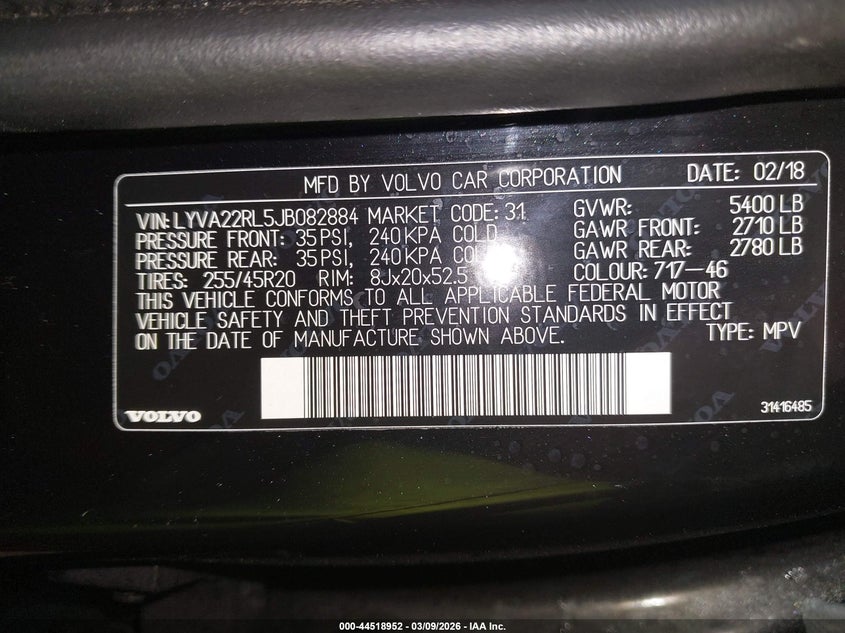 MFD BY VOLVO CAR CORPORATION DATE: 02/18
VIN: LYVA22RL5JB082884 MARKET CODE: 31 GVWR: 5400 LB
PRESSURE FRONT: 35 PSI, 240 KPA COLD GAWR FRONT: 2710 LB
PRESSURE REAR: 35 PSI, 240 KPA COLD GAWR REAR: 2780 LB
TIRES: 255/45R20 RIM: 8Jx20x52.5 COLOUR: 717-46
THIS VEHICLE CONFORMS TO ALL APPLICABLE FEDERAL MOTOR
VEHICLE SAFETY AND THEFT PREVENTION STANDARDS IN EFFECT
ON THE DATE OF MANUFACTURE SHOWN ABOVE. TYPE: MPV
VOLVO 31416485
000-44518952 - 03/09/2026 - IAA Inc.